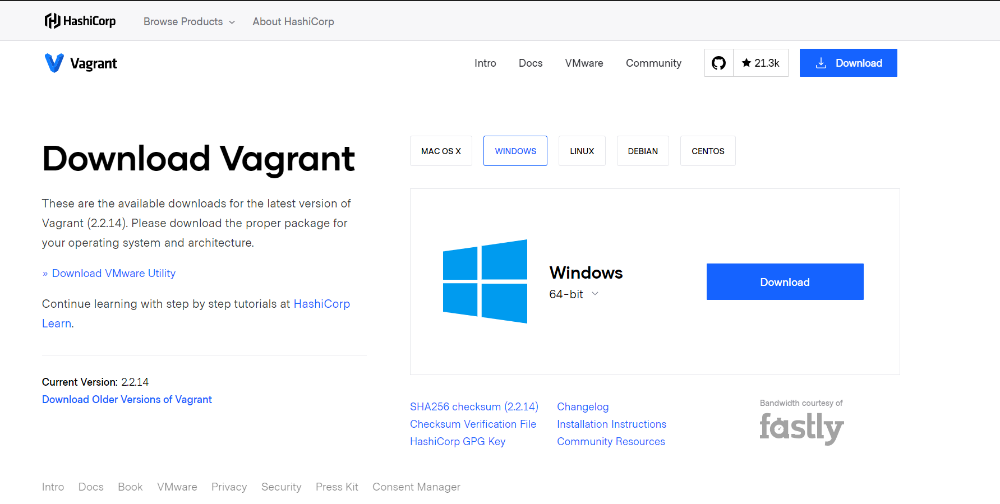 HashiCorp
Browse Products
About HashiCorp
Vagrant
Intro
Docs
VMware
Community
21.3k
Download
Download Vagrant
These are the available downloads for the latest version of
Vagrant (2.2.14). Please download the proper package for
your operating system and architecture.
» Download VMware Utility
Continue learning with step by step tutorials at HashiCorp
Learn.
Current Version: 2.2.14
Download Older Versions of Vagrant
MAC OS X
WINDOWS
LINUX
DEBIAN
CENTOS
Windows
64-bit
Download
SHA256 checksum (2.2.14)
Checksum Verification File
HashiCorp GPG Key
Changelog
Installation Instructions
Community Resources
Bandwidth courtesy of
fastly
Intro
Docs
Book
VMware
Privacy
Security
Press Kit
Consent Manager